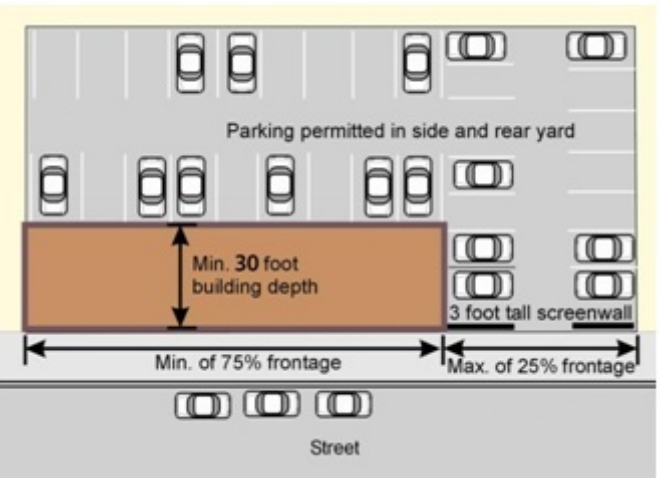 Parking permitted in side and rear yard
Min. 30 foot
building depth
3 foot tall screenwall
Min. of 75% frontage
Max. of 25% frontage
Street